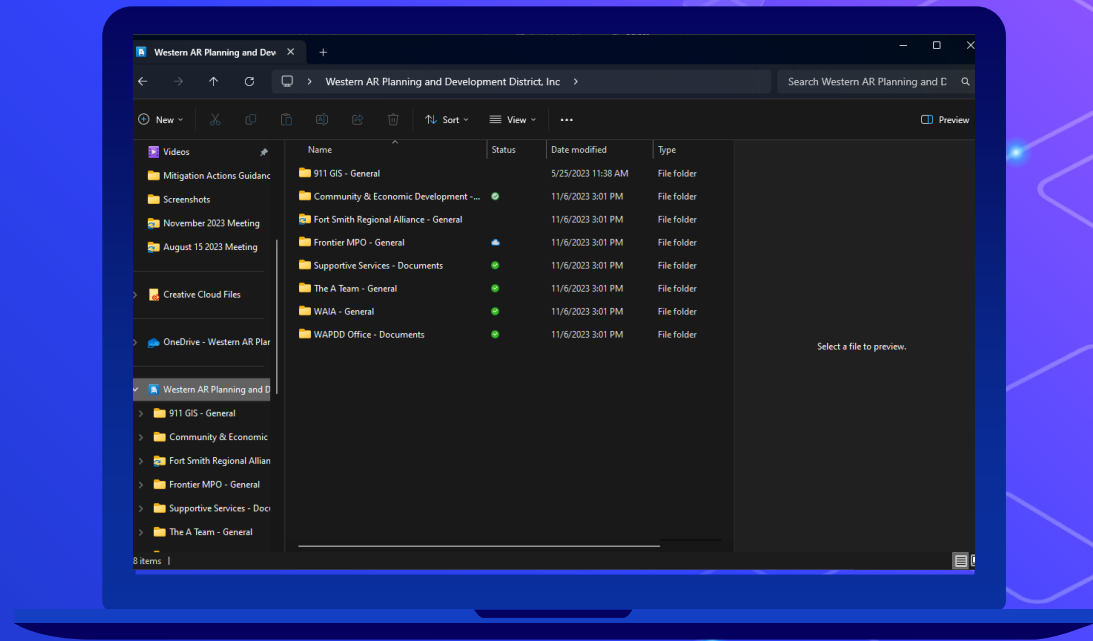 Western AR Planning and Dev
Western AR Planning and Development District, Inc
Search Western AR Planning and D
New
Sort
View
Preview
Name Status Date modified Type
911 GIS - General 5/25/2023 11:38 AM File folder
Community & Economic Development -... 11/6/2023 3:01 PM File folder
Fort Smith Regional Alliance - General 11/6/2023 3:01 PM File folder
Frontier MPO - General 11/6/2023 3:01 PM File folder
Supportive Services - Documents 11/6/2023 3:01 PM File folder
The A Team - General 11/6/2023 3:01 PM File folder
WAIA - General 11/6/2023 3:01 PM File folder
WAPDD Office - Documents 11/6/2023 3:01 PM File folder
Videos
Mitigation Actions Guidanc
Screenshots
November 2023 Meeting
August 15 2023 Meeting
Creative Cloud Files
OneDrive - Western AR Plan
Western AR Planning and D
911 GIS - General
Community & Economic
Fort Smith Regional Allian
Frontier MPO - General
Supportive Services - Docu
The A Team - General
Select a file to preview.
8 items